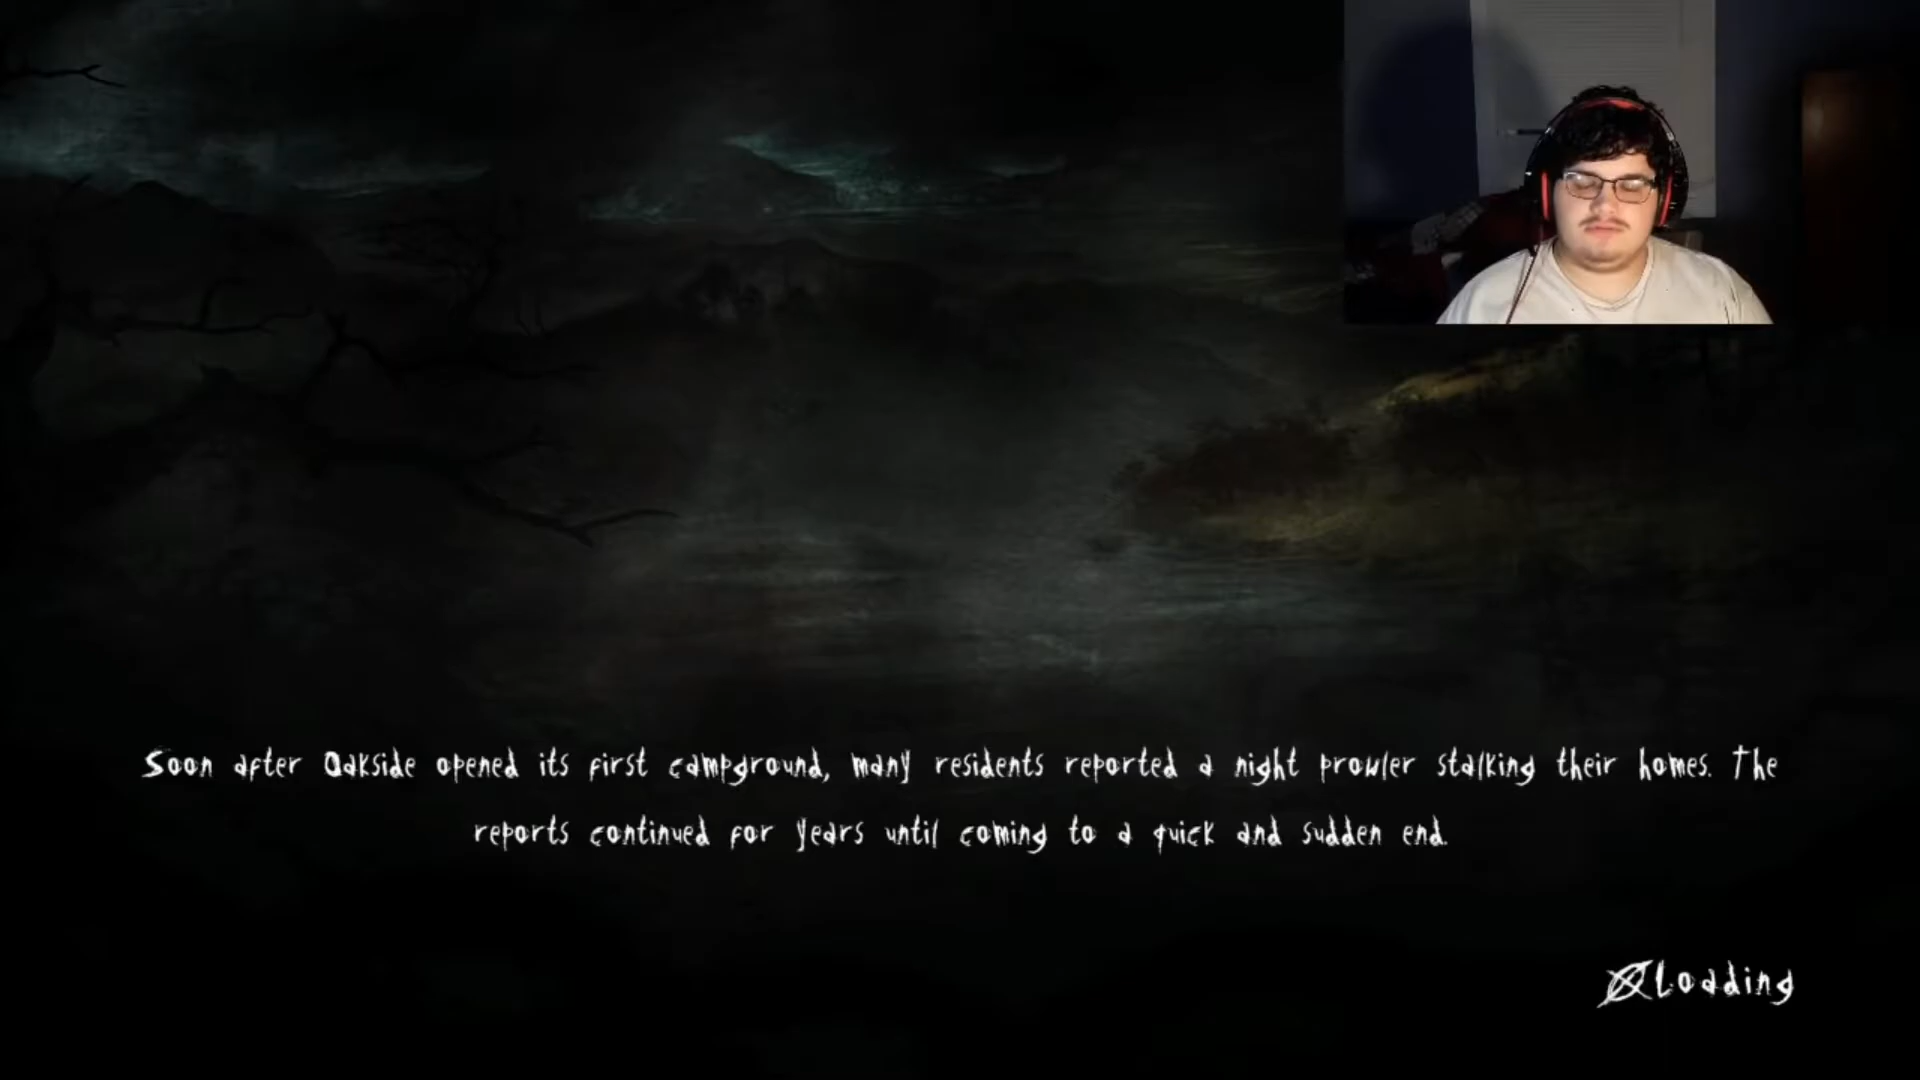 Soon after Oakside opened its first campground, many residents reported a night prowler stalking their homes. The
reports continued for years until coming to a quick and sudden end.
Loading